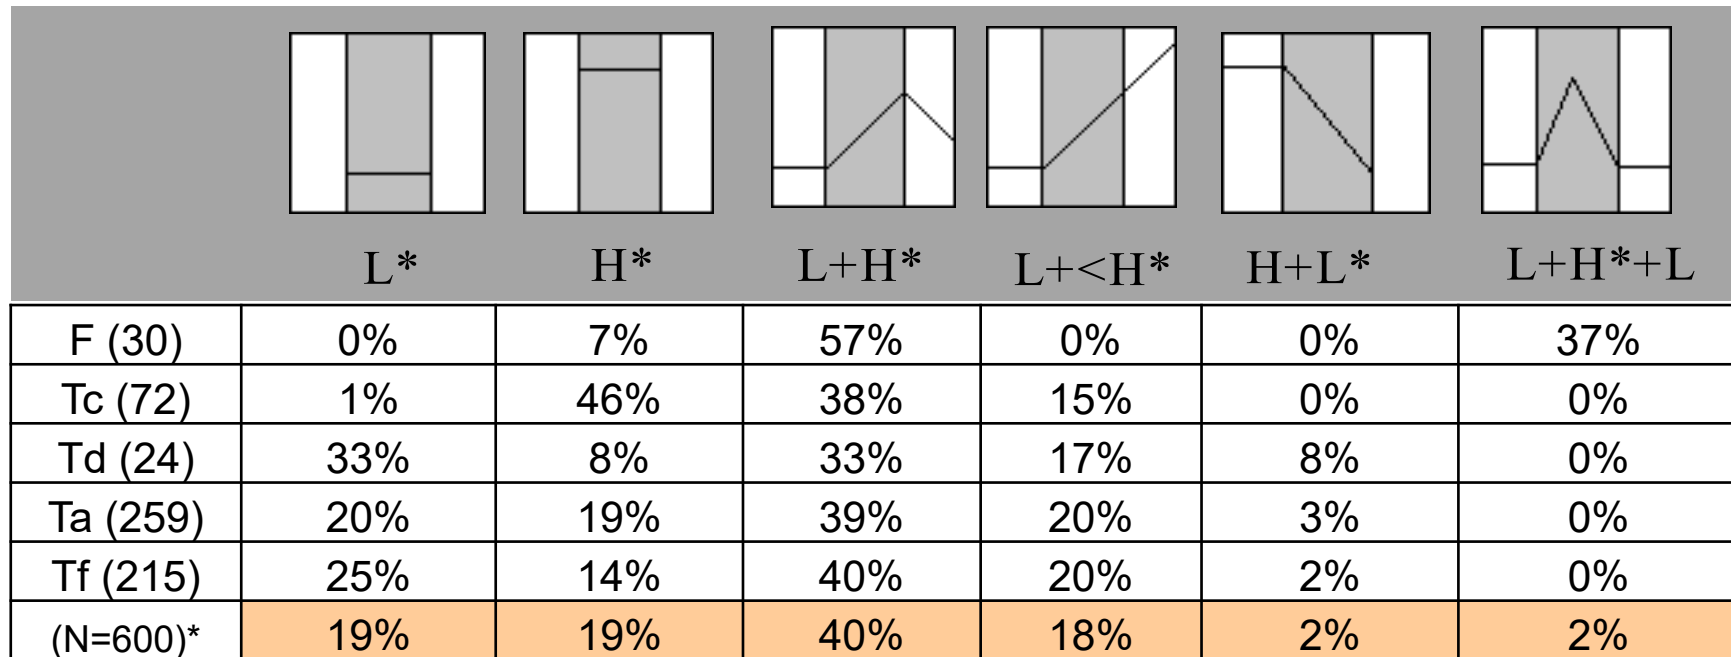 L* H* L+H* L+<H* H+L* L+H*+L
F (30) 0% 7% 57% 0% 0% 37%
Tc (72) 1% 46% 38% 15% 0% 0%
Td (24) 33% 8% 33% 17% 8% 0%
Ta (259) 20% 19% 39% 20% 3% 0%
Tf (215) 25% 14% 40% 20% 2% 0%
(N=600)* 19% 19% 40% 18% 2% 2%